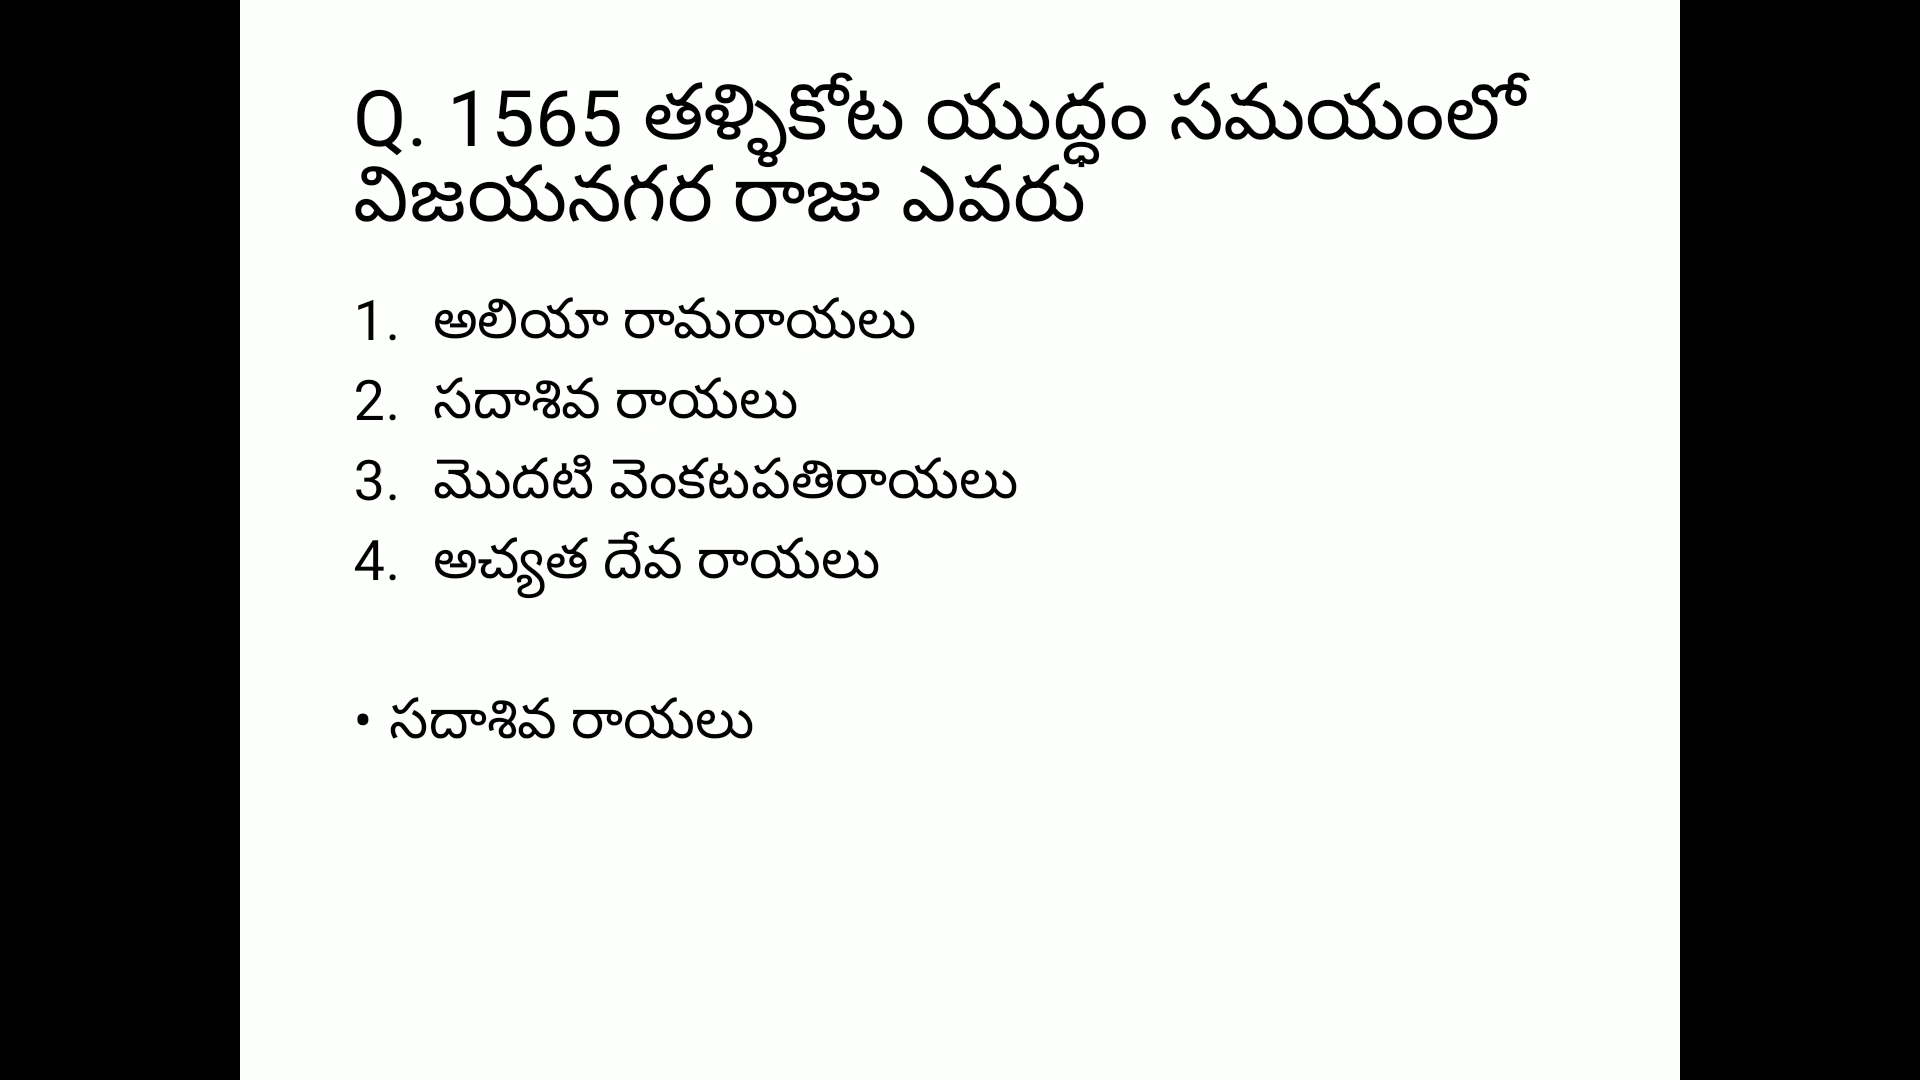 Q. 1565 తళ్ళికోట యుద్ధం సమయంలో
విజయనగర రాజు ఎవరు
1. అలియా రామరాయలు
2. సదాశివ రాయలు
3. మొదటి వెంకటపతిరాయలు
4. అచ్యత దేవ రాయలు
• సదాశివ రాయలు